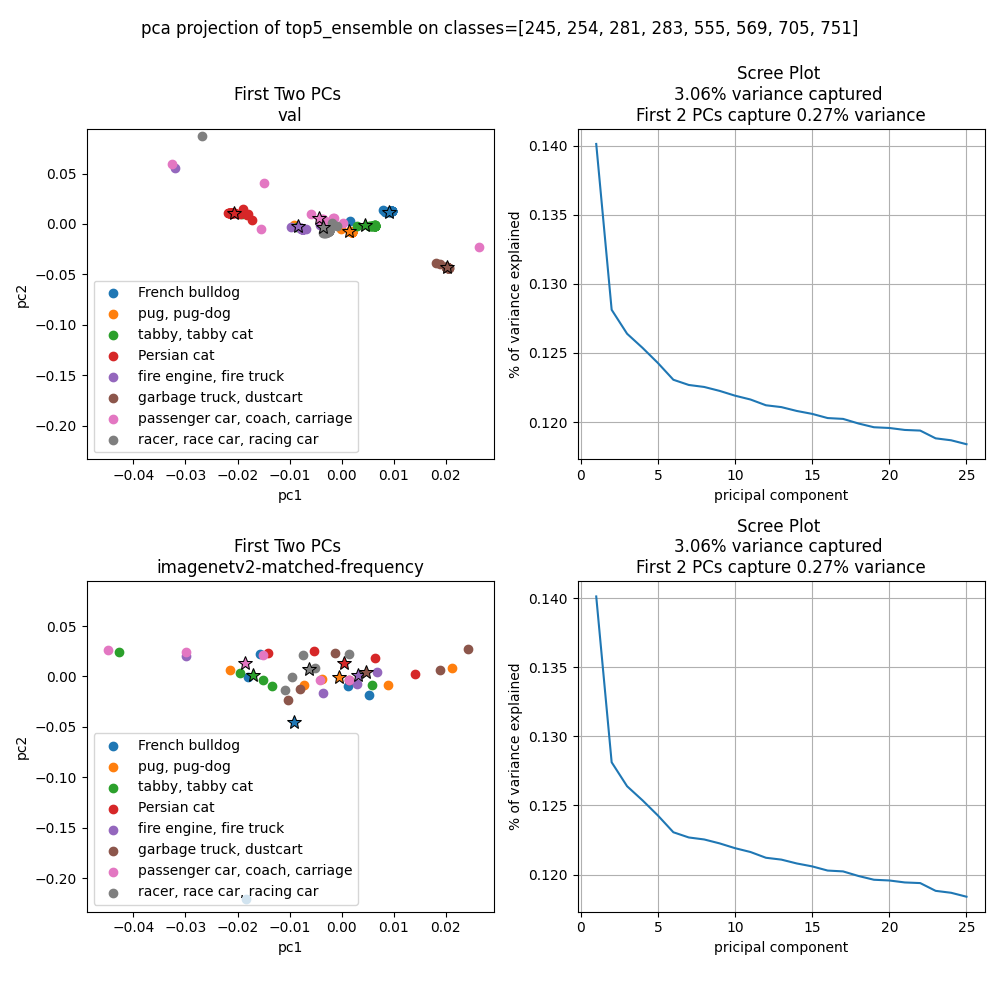 pca projection of top5_ensemble on classes=[245, 254, 281, 283, 555, 569, 705, 751]
First Two PCs
val
0.05
0.00
−0.05
−0.10
−0.15
−0.20
pc2
French bulldog
pug, pug-dog
tabby, tabby cat
Persian cat
fire engine, fire truck
garbage truck, dustcart
passenger car, coach, carriage
racer, race car, racing car
−0.04 −0.03 −0.02 −0.01 0.00 0.01 0.02
pc1
Scree Plot
3.06% variance captured
First 2 PCs capture 0.27% variance
0.140
0.135
0.130
0.125
0.120
% of variance explained
0 5 10 15 20 25
pricipal component
First Two PCs
imagenetv2-matched-frequency
0.05
0.00
−0.05
−0.10
−0.15
−0.20
pc2
French bulldog
pug, pug-dog
tabby, tabby cat
Persian cat
fire engine, fire truck
garbage truck, dustcart
passenger car, coach, carriage
racer, race car, racing car
−0.04 −0.03 −0.02 −0.01 0.00 0.01 0.02
pc1
Scree Plot
3.06% variance captured
First 2 PCs capture 0.27% variance
0.140
0.135
0.130
0.125
0.120
% of variance explained
0 5 10 15 20 25
pricipal component